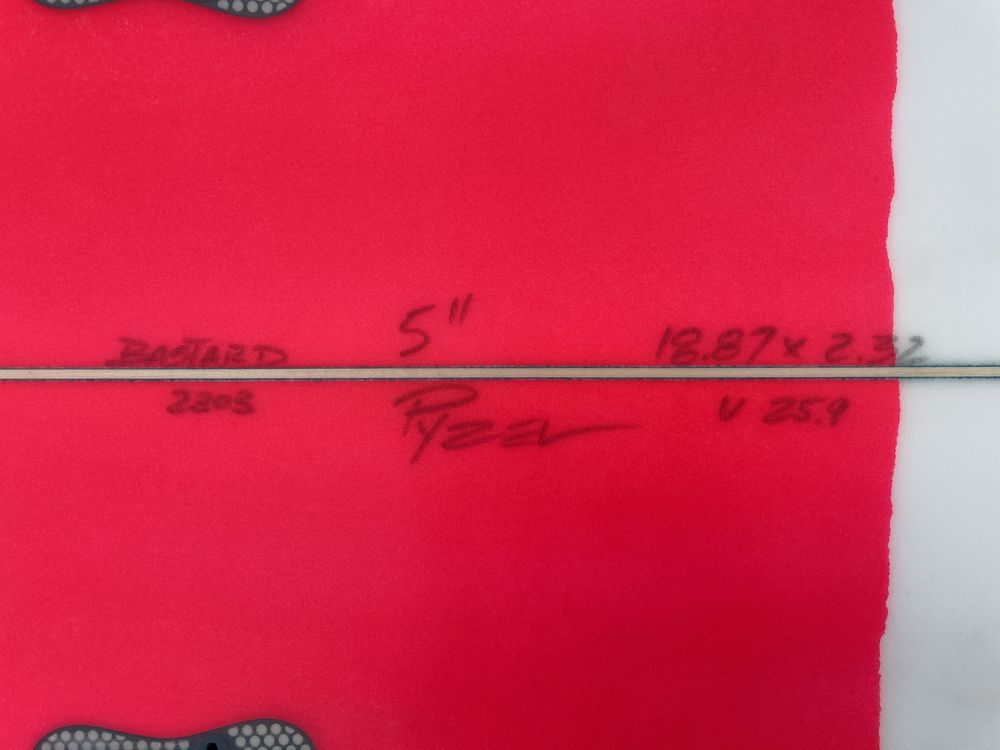 BASTARD
5"
18.87 x 2.32
2303
Pyzel
V 25.9